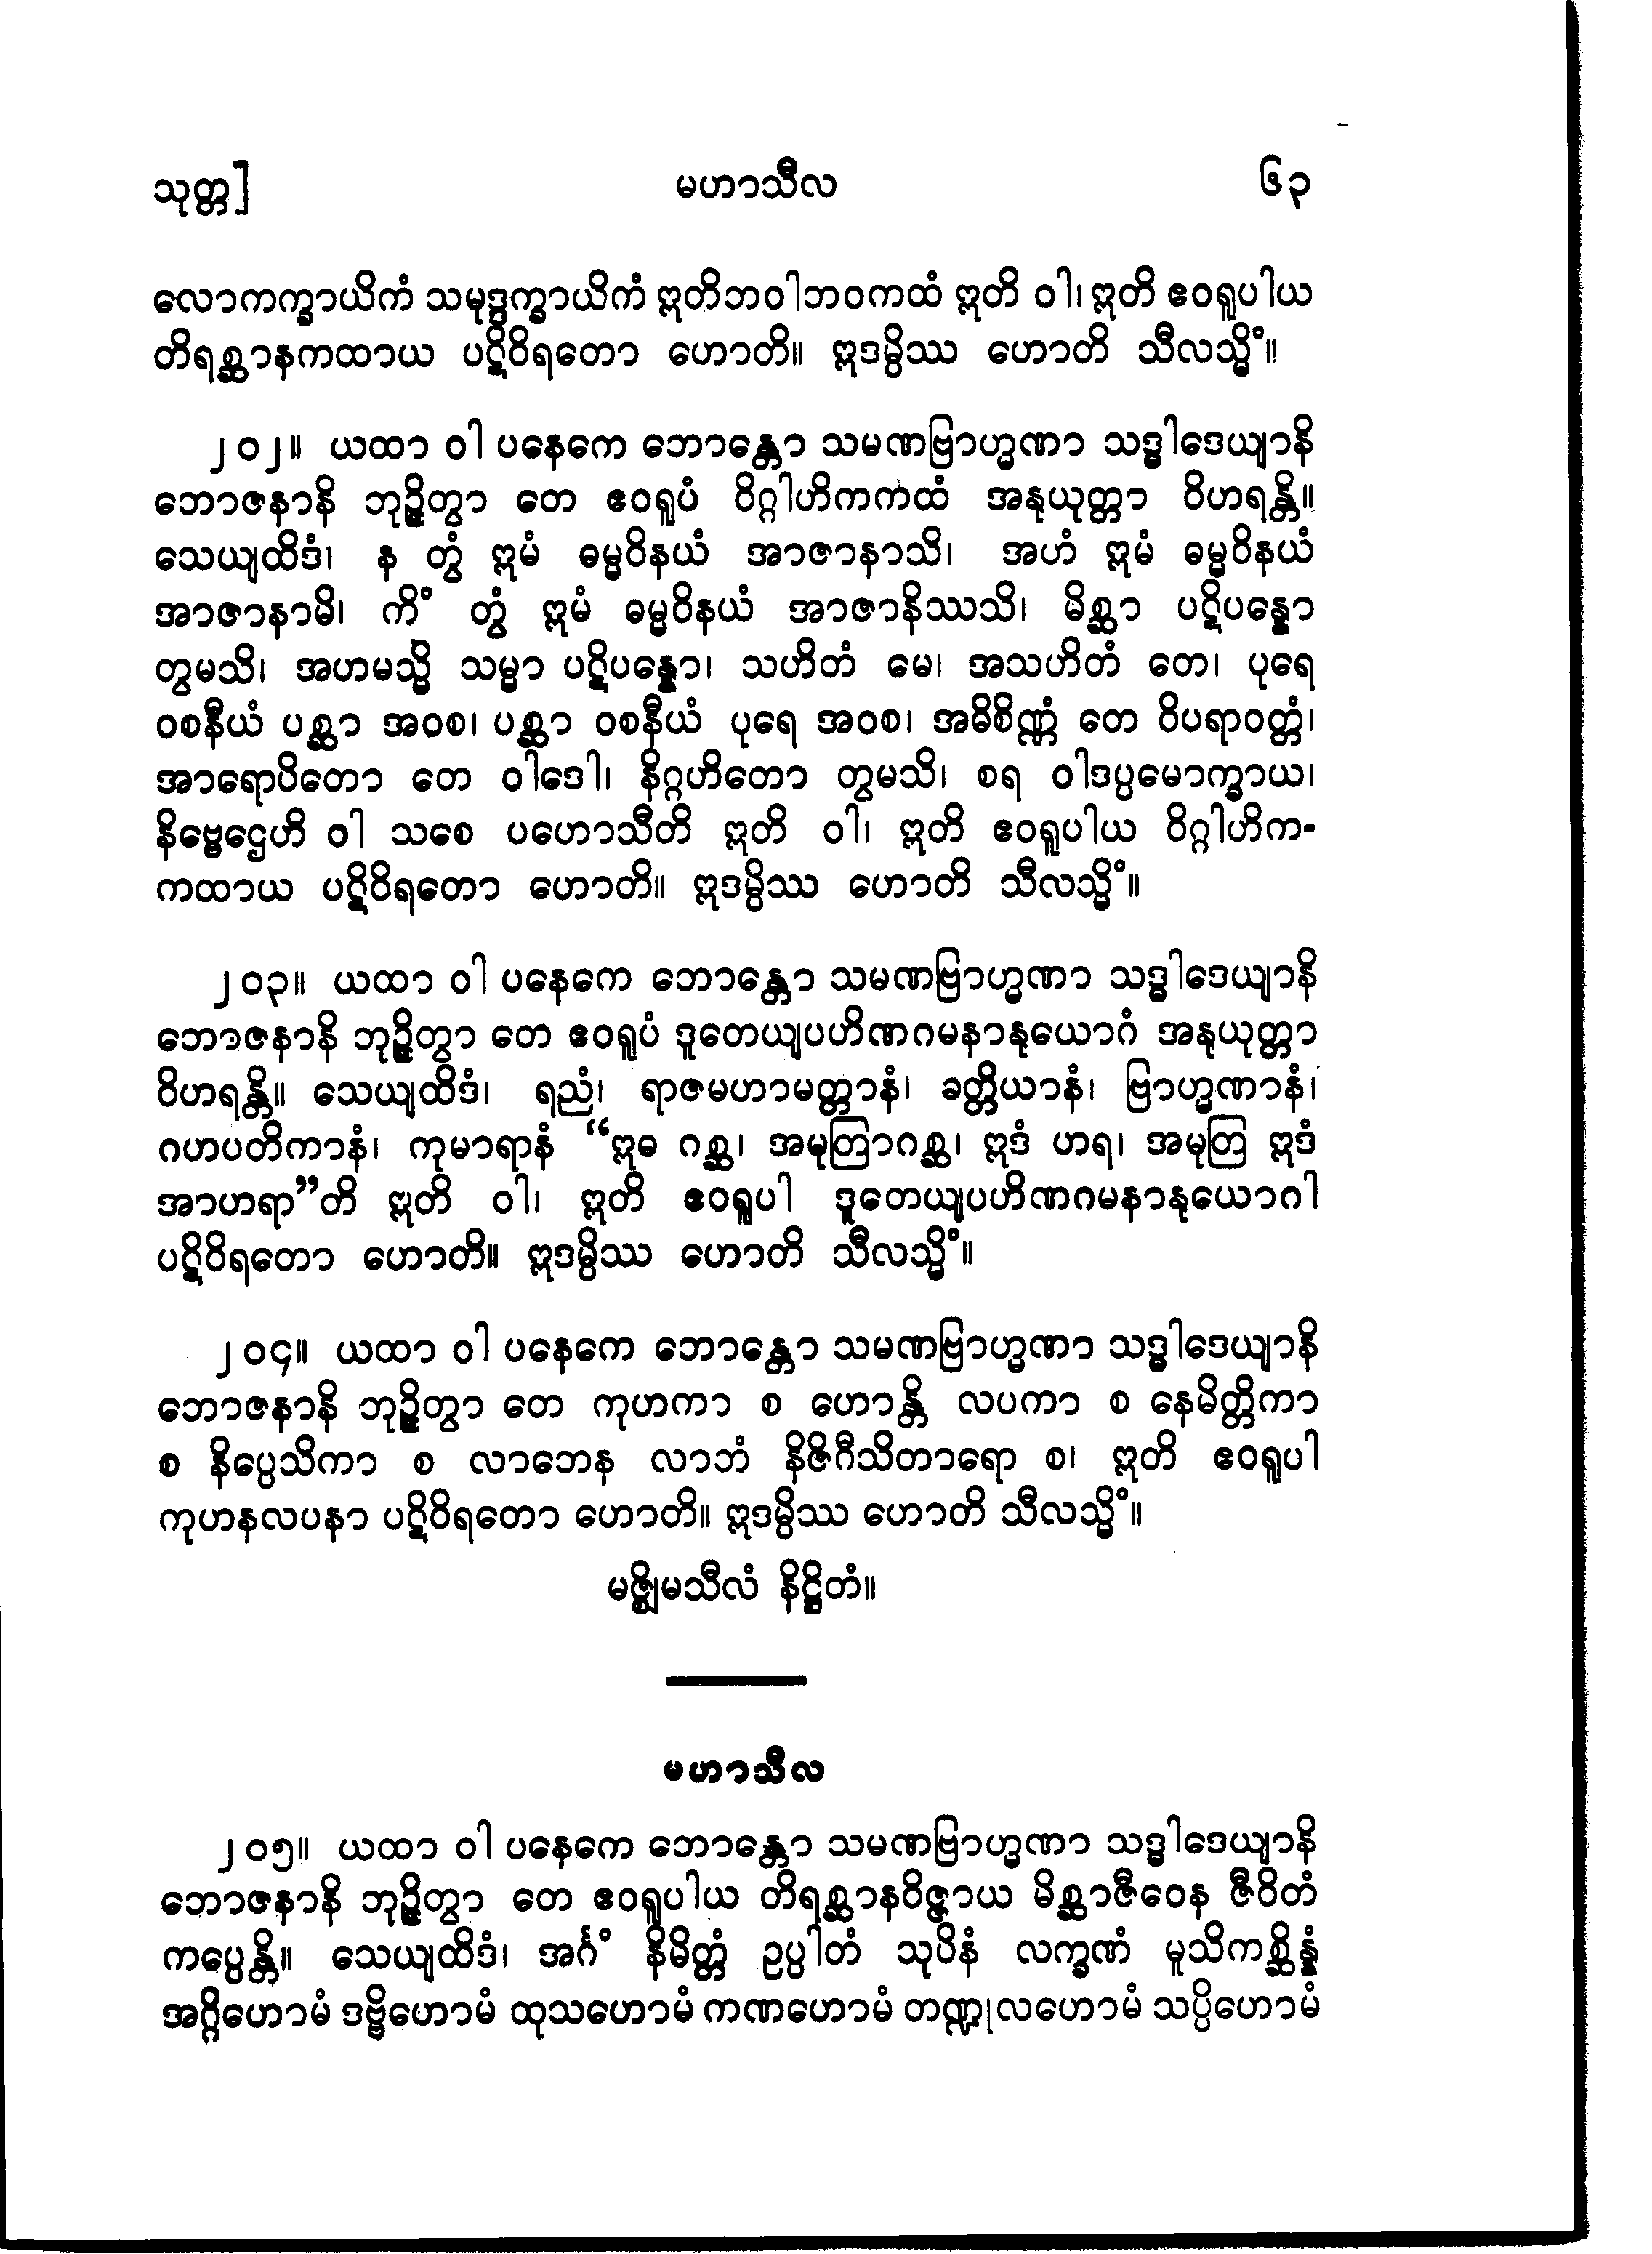 သုတ္တ]
မဟာသီလ
၆၃
လောကက္ခာယိကံ သမုဒ္ဒက္ခာယိကံ ဣတိဘဝါဘဝကထံ ဣတိ ဝါ၊ ဣတိ ဧဝရူပါယ
တိရစ္ဆာနကထာယ ပဋိဝိရတော ဟောတိ။ ဣဒမ္ပိဿ ဟောတိ သီလသ္မိံ။
၂၀၂။ ယထာ ဝါ ပနေကေ ဘောန္တော သမဏဗြာဟ္မဏာ သဒ္ဓါဒေယျာနိ
ဘောဇနာနိ ဘုဉ္ဇိတွာ တေ ဧဝရူပံ ဝိဂ္ဂါဟိကကထံ အနုယုတ္တာ ဝိဟရန္တိ။
သေယျထိဒံ၊ န တွံ ဣမံ ဓမ္မဝိနယံ အာဇာနာသိ၊ အဟံ ဣမံ ဓမ္မဝိနယံ
အာဇာနာမိ၊ ကိံ တွံ ဣမံ ဓမ္မဝိနယံ အာဇာနိဿသိ၊ မိစ္ဆာ ပဋိပန္နော
တွမသိ၊ အဟမသ္မိ သမ္မာ ပဋိပန္နော၊ သဟိတံ မေ၊ အသဟိတံ တေ၊ ပုရေ
ဝစနီယံ ပစ္ဆာ အဝစ၊ ပစ္ဆာ ဝစနီယံ ပုရေ အဝစ၊ အဓိစိဏ္ဏံ တေ ဝိပရာဝတ္တံ၊
အာရောပိတော တေ ဝါဒေါ၊ နိဂ္ဂဟိတော တွမသိ၊ စရ ဝါဒပ္ပမောက္ခာယ၊
နိဗ္ဗေဌေဟိ ဝါ သစေ ပဟောသီတိ ဣတိ ဝါ၊ ဣတိ ဧဝရူပါယ ဝိဂ္ဂါဟိက-
ကထာယ ပဋိဝိရတော ဟောတိ။ ဣဒမ္ပိဿ ဟောတိ သီလသ္မိံ။
၂၀၃။ ယထာ ဝါ ပနေကေ ဘောန္တော သမဏဗြာဟ္မဏာ သဒ္ဓါဒေယျာနိ
ဘောဇနာနိ ဘုဉ္ဇိတွာ တေ ဧဝရူပံ ဒူတေယျပဟိဏဂမနာနုယောဂံ အနုယုတ္တာ
ဝိဟရန္တိ။ သေယျထိဒံ၊ ရညံ၊ ရာဇမဟာမတ္တာနံ၊ ခတ္တိယာနံ၊ ဗြာဟ္မဏာနံ၊
ဂဟပတိကာနံ၊ ကုမာရာနံ “ဣဓ ဂစ္ဆ၊ အမုတြာဂစ္ဆ၊ ဣဒံ ဟရ၊ အမုတြ ဣဒံ
အာဟရာ”တိ ဣတိ ဝါ၊ ဣတိ ဧဝရူပါ ဒူတေယျပဟိဏဂမနာနုယောဂါ
ပဋိဝိရတော ဟောတိ။ ဣဒမ္ပိဿ ဟောတိ သီလသ္မိံ။
၂၀၄။ ယထာ ဝါ ပနေကေ ဘောန္တော သမဏဗြာဟ္မဏာ သဒ္ဓါဒေယျာနိ
ဘောဇနာနိ ဘုဉ္ဇိတွာ တေ ကုဟကာ စ ဟောန္တိ လပကာ စ နေမိတ္တိကာ
စ နိပ္ပေသိကာ စ လာဘေန လာဘံ နိဇိဂီသိတာရော စ၊ ဣတိ ဧဝရူပါ
ကုဟနလပနာ ပဋိဝိရတော ဟောတိ။ ဣဒမ္ပိဿ ဟောတိ သီလသ္မိံ။
မဇ္ဈိမသီလံ နိဋ္ဌိတံ။
မဟာသီလ
၂၀၅။ ယထာ ဝါ ပနေကေ ဘောန္တော သမဏဗြာဟ္မဏာ သဒ္ဓါဒေယျာနိ
ဘောဇနာနိ ဘုဉ္ဇိတွာ တေ ဧဝရူပါယ တိရစ္ဆာနဝိဇ္ဇာယ မိစ္ဆာဇီဝေန ဇီဝိတံ
ကပ္ပေန္တိ။ သေယျထိဒံ၊ အင်္ဂံ နိမိတ္တံ ဥပ္ပါတံ သုပိနံ လက္ခဏံ မူသိကစ္ဆိန္နံ
အဂ္ဂိဟောမံ ဒဗ္ဗိဟောမံ ထုသဟောမံ ကဏဟောမံ တဏ္ဍုလဟောမံ သပ္ပိဟောမံ